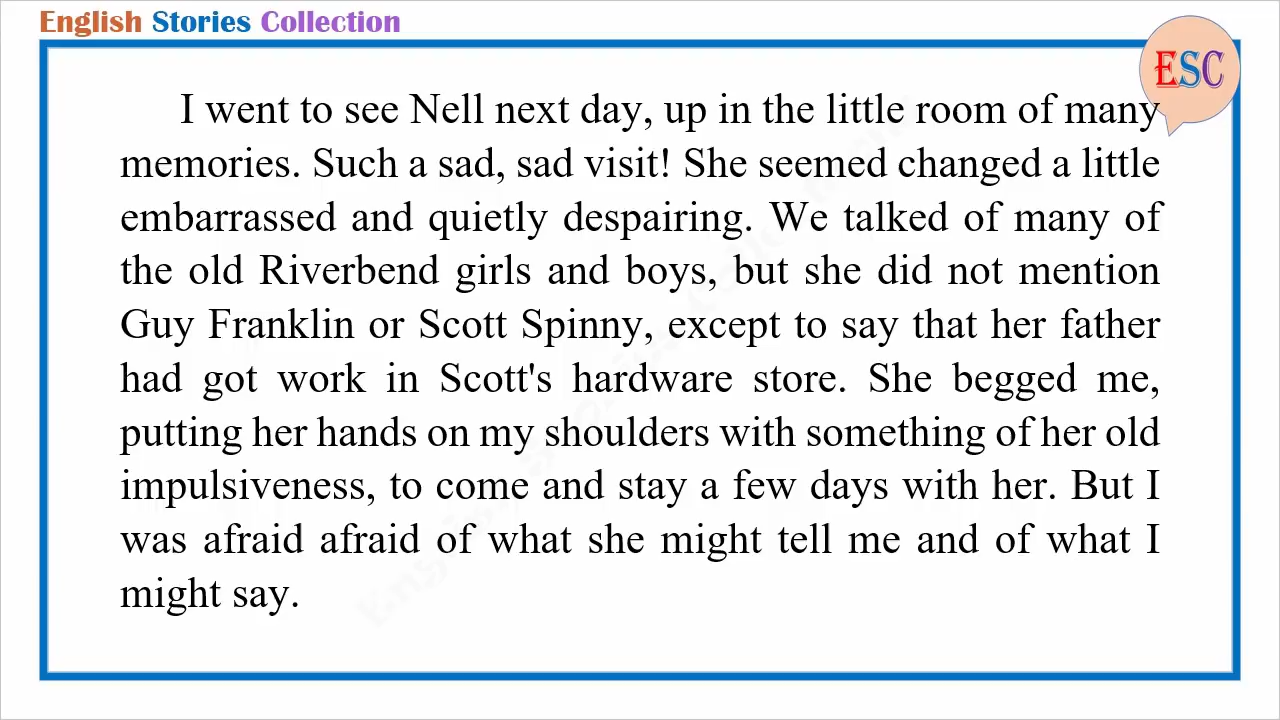 English Stories Collection
ESC
I went to see Nell next day, up in the little room of many
memories. Such a sad, sad visit! She seemed changed a little
embarrassed and quietly despairing. We talked of many of
the old Riverbend girls and boys, but she did not mention
Guy Franklin or Scott Spinny, except to say that her father
had got work in Scott's hardware store. She begged me,
putting her hands on my shoulders with something of her old
impulsiveness, to come and stay a few days with her. But I
was afraid afraid of what she might tell me and of what I
might say.